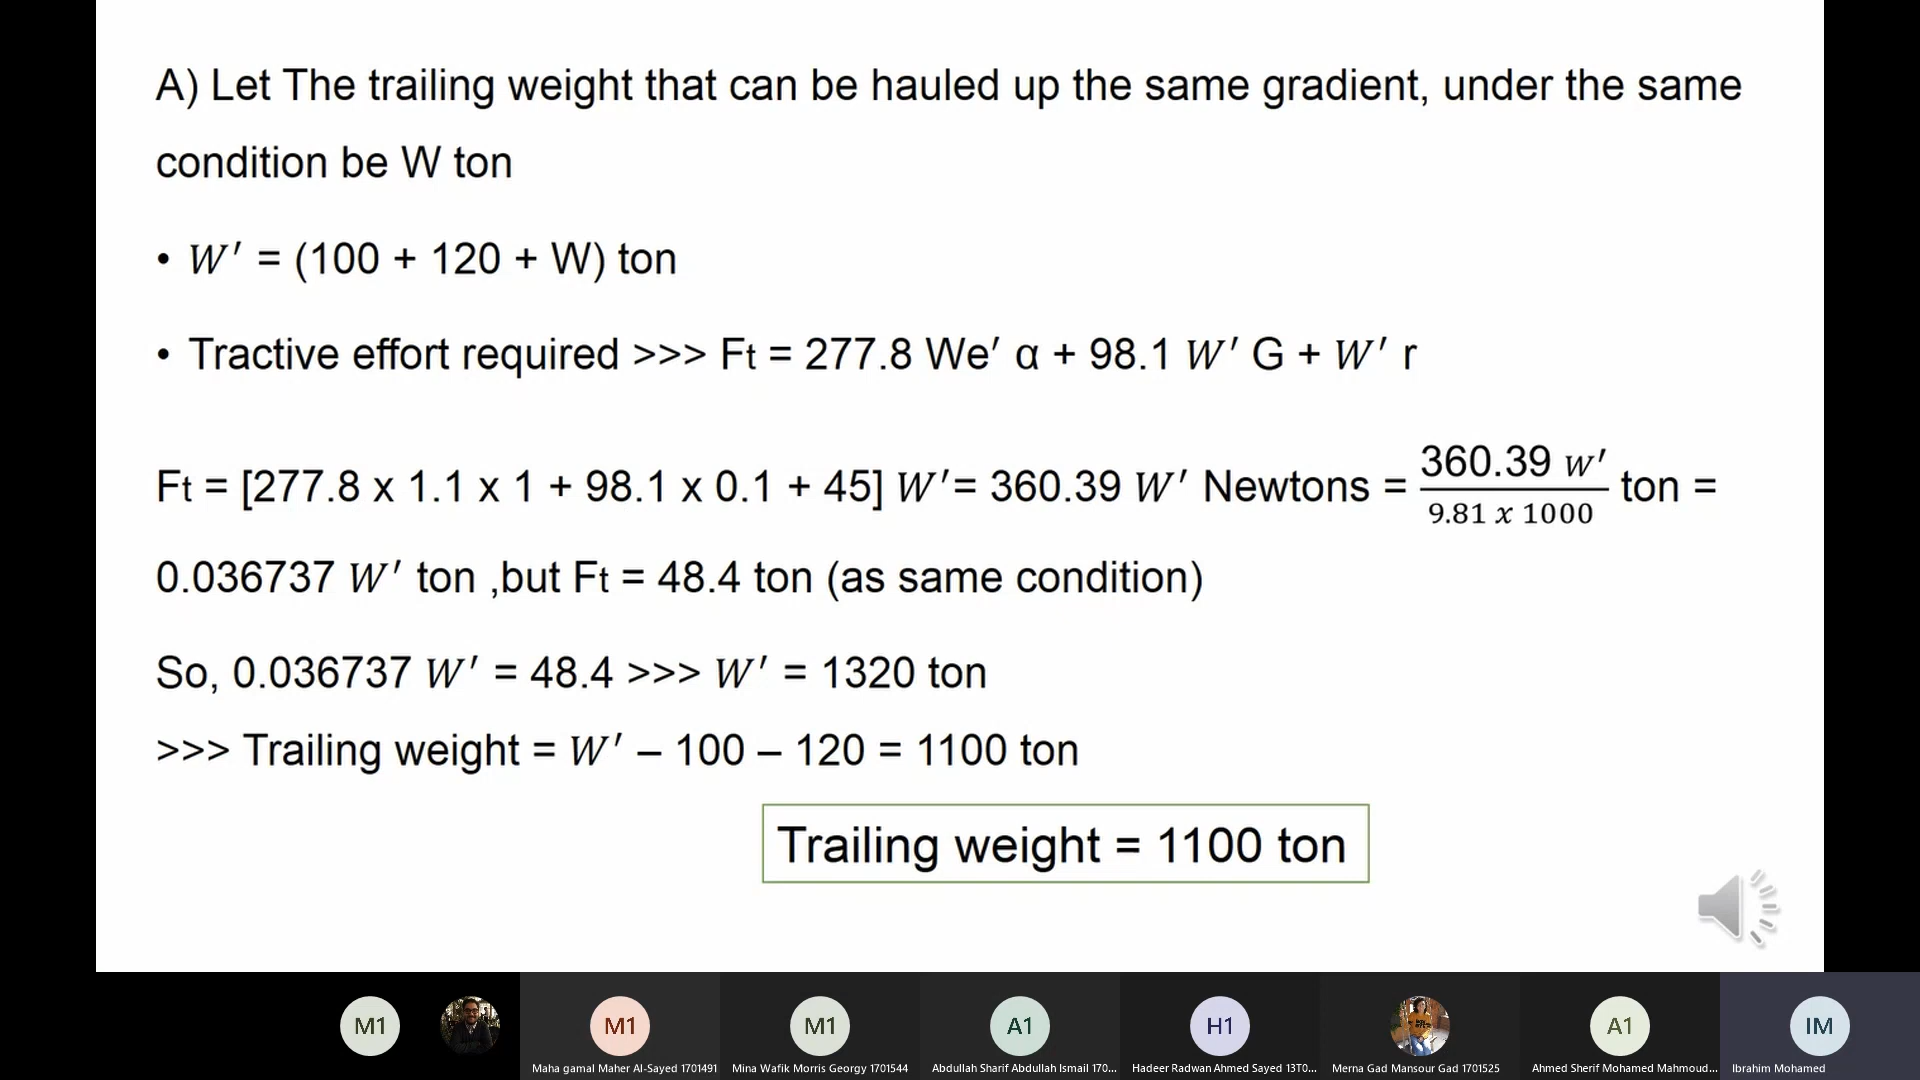 A) Let The trailing weight that can be hauled up the same gradient, under the same
condition be W ton
• W′ = (100 + 120 + W) ton
• Tractive effort required >>> Ft = 277.8 We′ α + 98.1 W′ G + W′ r
Ft = [277.8 x 1.1 x 1 + 98.1 x 0.1 + 45] W′= 360.39 W′ Newtons = 360.39 W′ / 9.81 x 1000 ton =
0.036737 W′ ton ,but Ft = 48.4 ton (as same condition)
So, 0.036737 W′ = 48.4 >>> W′ = 1320 ton
>>> Trailing weight = W′ – 100 – 120 = 1100 ton
Trailing weight = 1100 ton
M1 M1 M1 A1 H1 A1 IM
Maha gamal Maher Al-Sayed 1701491 Mina Wafik Morris Georgy 1701544 Abdullah Sharif Abdullah Ismail 170... Hadeer Radwan Ahmed Sayed 13T0... Merna Gad Mansour Gad 1701525 Ahmed Sherif Mohamed Mahmoud... Ibrahim Mohamed